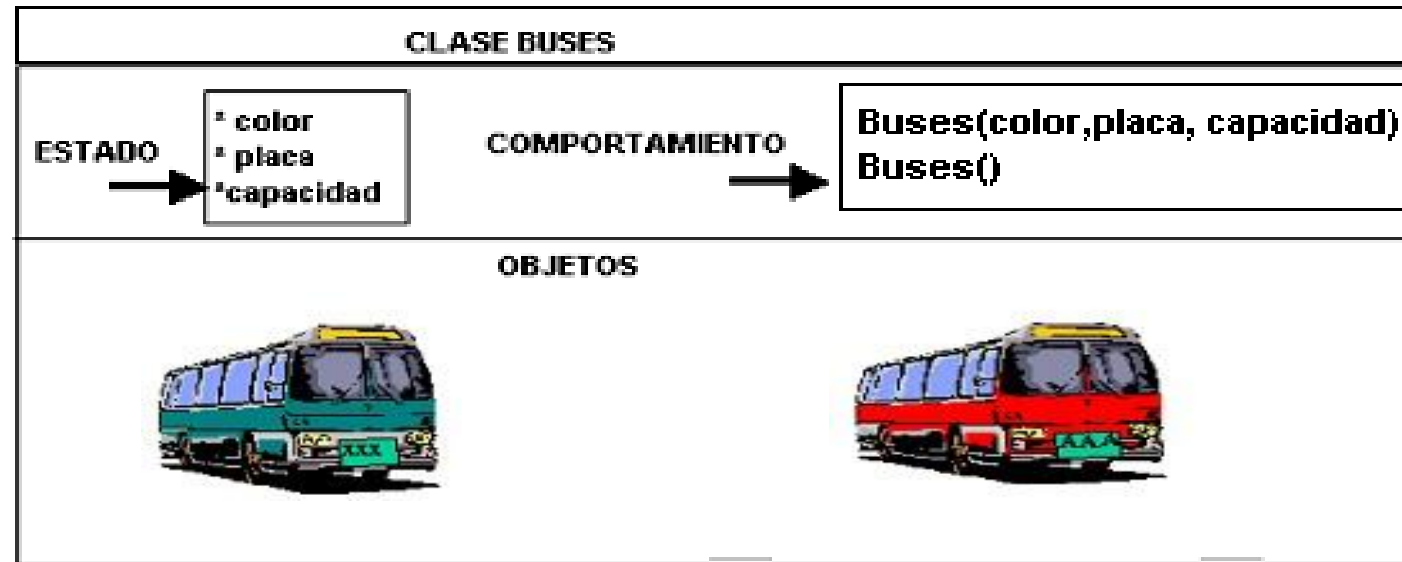 CLASE BUSES
ESTADO
* color
* placa
*capacidad
COMPORTAMIENTO
Buses(color,placa, capacidad)
Buses()
OBJETOS
XXX
AAA